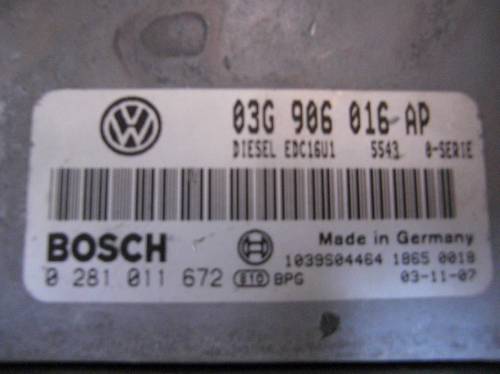 03G 906 016 AP
DIESEL EDC16U1 5543 0-SERIE
BOSCH
Made in Germany
1039S04464 1865 0018
0 281 011 672 E10 BPG 03-11-07